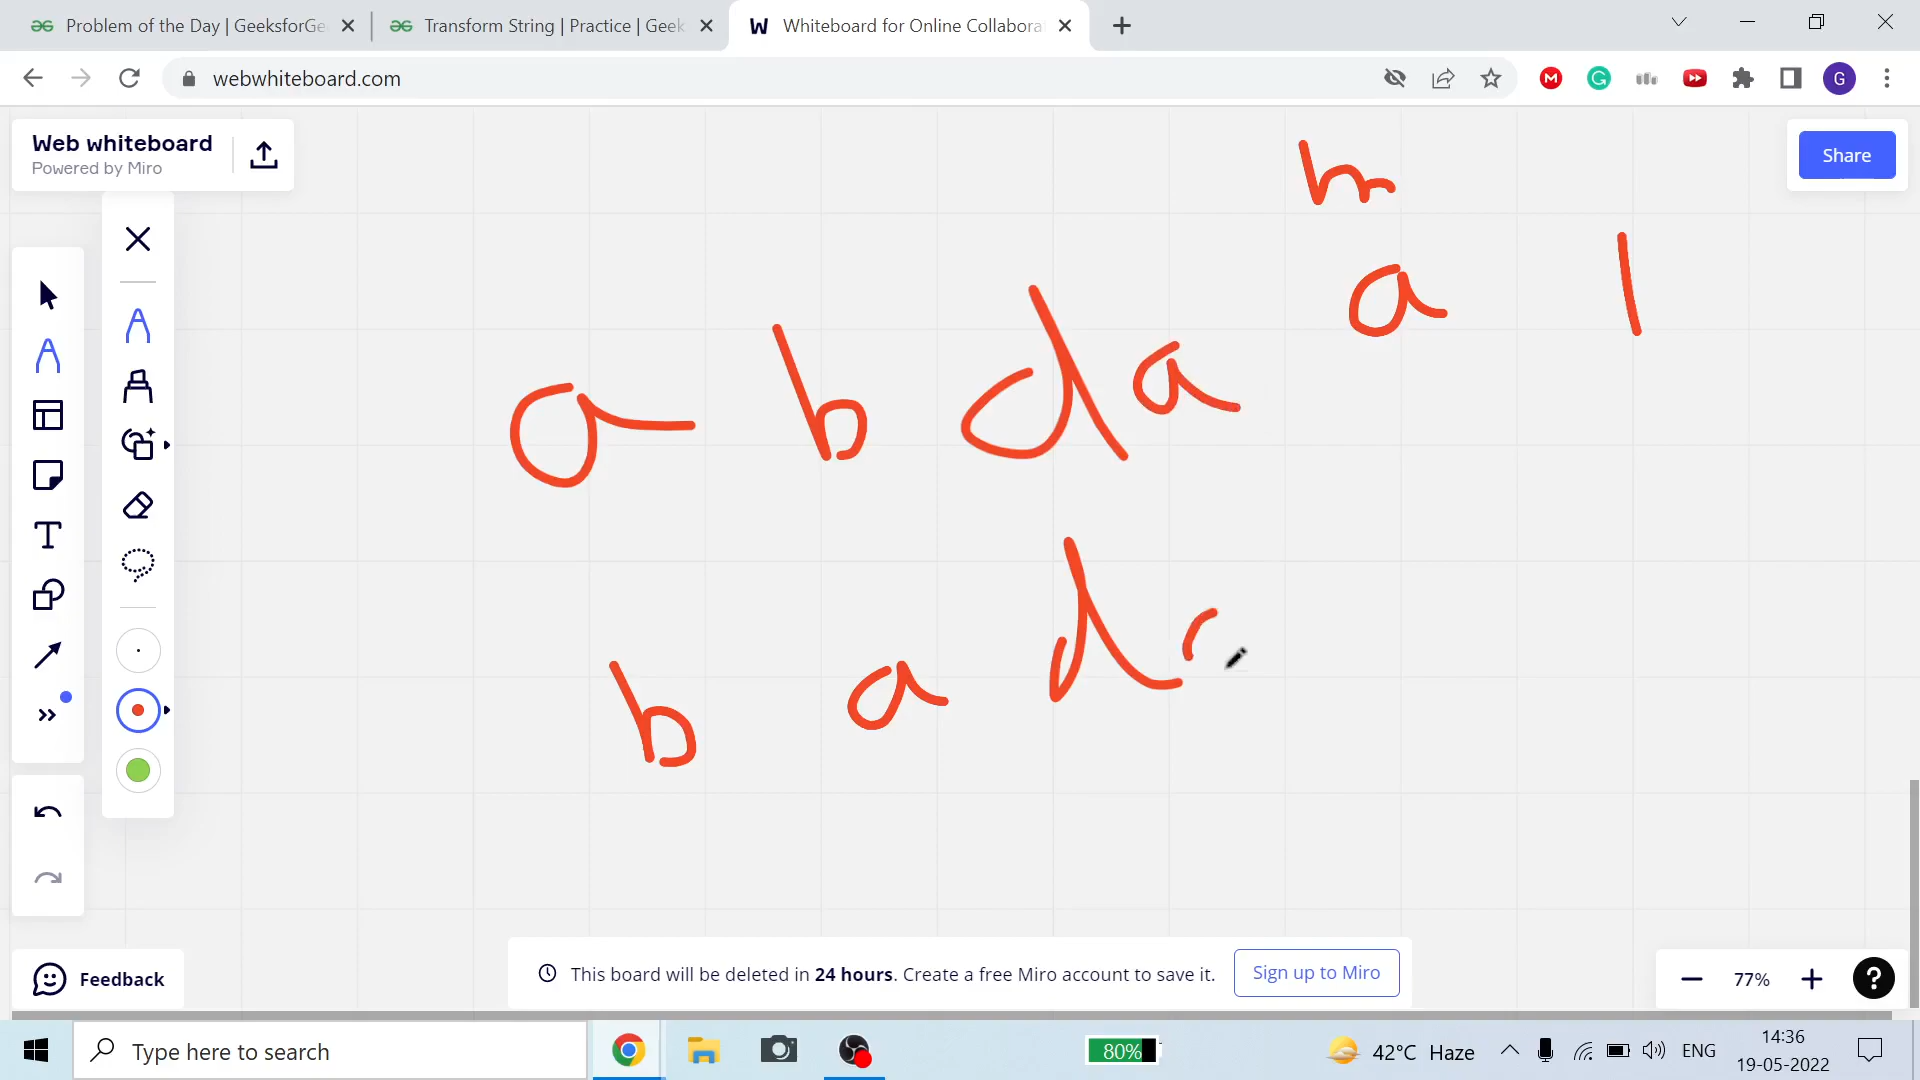 Problem of the Day | GeeksforGe
Transform String | Practice | Geek
Whiteboard for Online Collabora
webwhiteboard.com
G
Web whiteboard
Powered by Miro
Share
a
a b d a
b a d
Feedback
This board will be deleted in 24 hours. Create a free Miro account to save it.
Sign up to Miro
77%
?
Type here to search
80%
42°C Haze
ENG
14:36
19-05-2022